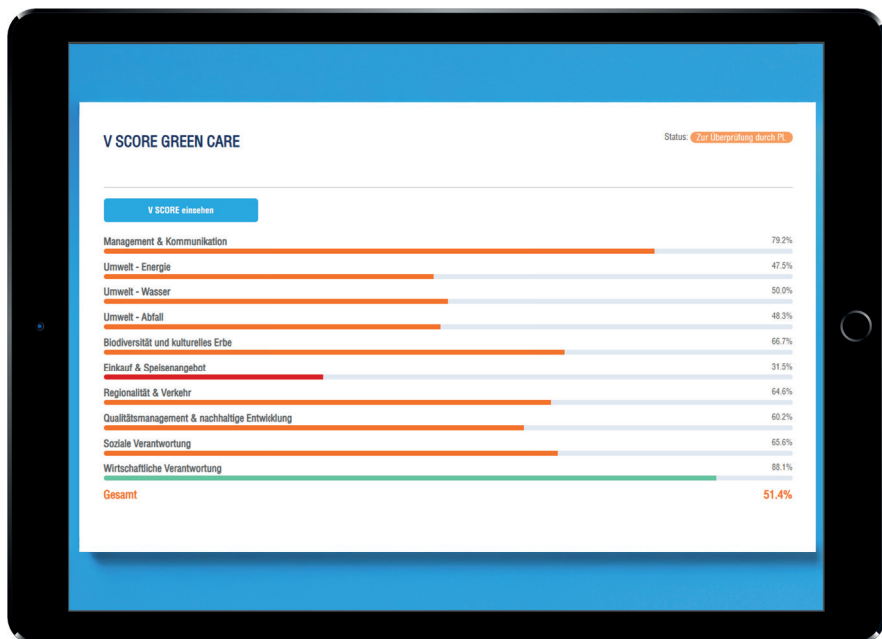 V SCORE GREEN CARE
Status: Zur Überprüfung durch PL
V SCORE einsehen
Management & Kommunikation 79.2%
Umwelt - Energie 47.5%
Umwelt - Wasser 50.0%
Umwelt - Abfall 48.3%
Biodiversität und kulturelles Erbe 66.7%
Einkauf & Speisenangebot 31.5%
Regionalität & Verkehr 64.6%
Qualitätsmanagement & nachhaltige Entwicklung 60.2%
Soziale Verantwortung 65.6%
Wirtschaftliche Verantwortung 88.1%
Gesamt 51.4%